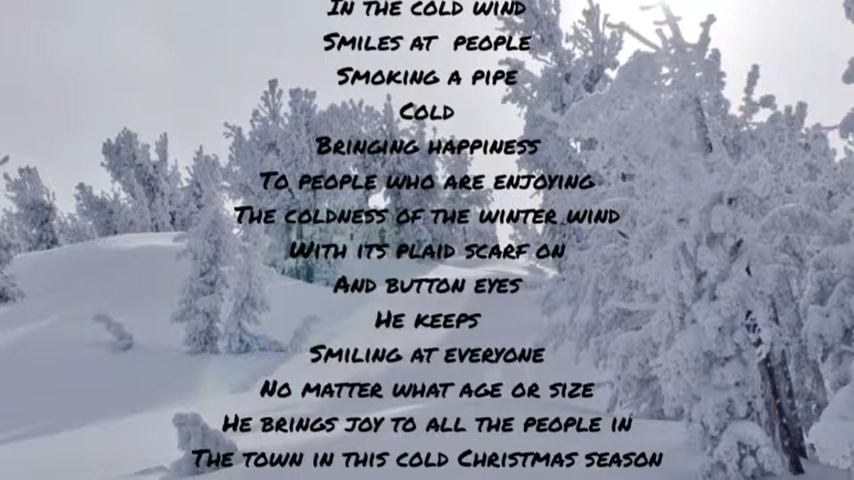 In the cold wind
Smiles at people
Smoking a pipe
Cold
Bringing happiness
To people who are enjoying
The coldness of the winter wind
With its plaid scarf on
And button eyes
He keeps
Smiling at everyone
No matter what age or size
He brings joy to all the people in
The town in this cold Christmas season